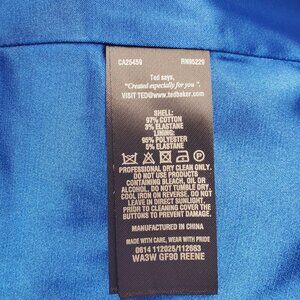 CA25459 RN95229
Ted says,
"Created especially for you".
VISIT TED@www.tedbaker.com
SHELL:
97% COTTON
3% ELASTANE
LINING:
95% POLYESTER
5% ELASTANE
PROFESSIONAL DRY CLEAN ONLY.
DO NOT USE PRODUCTS
CONTAINING BLEACH, OIL OR
ALCOHOL. DO NOT TUMBLE DRY.
COOL IRON IF REQUIRED. DO NOT
LEAVE IN DIRECT SUNLIGHT.
PRIOR TO CLEANING COVER THE
BUTTONS TO PREVENT DAMAGE.
MANUFACTURED IN CHINA
MADE WITH CARE, WEAR WITH PRIDE
0614 112025/112663
WA3W GF90 REENE